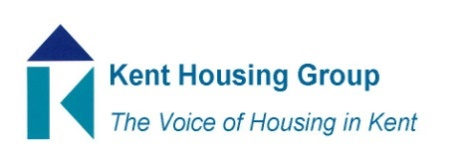 Kent Housing Group
The Voice of Housing in Kent